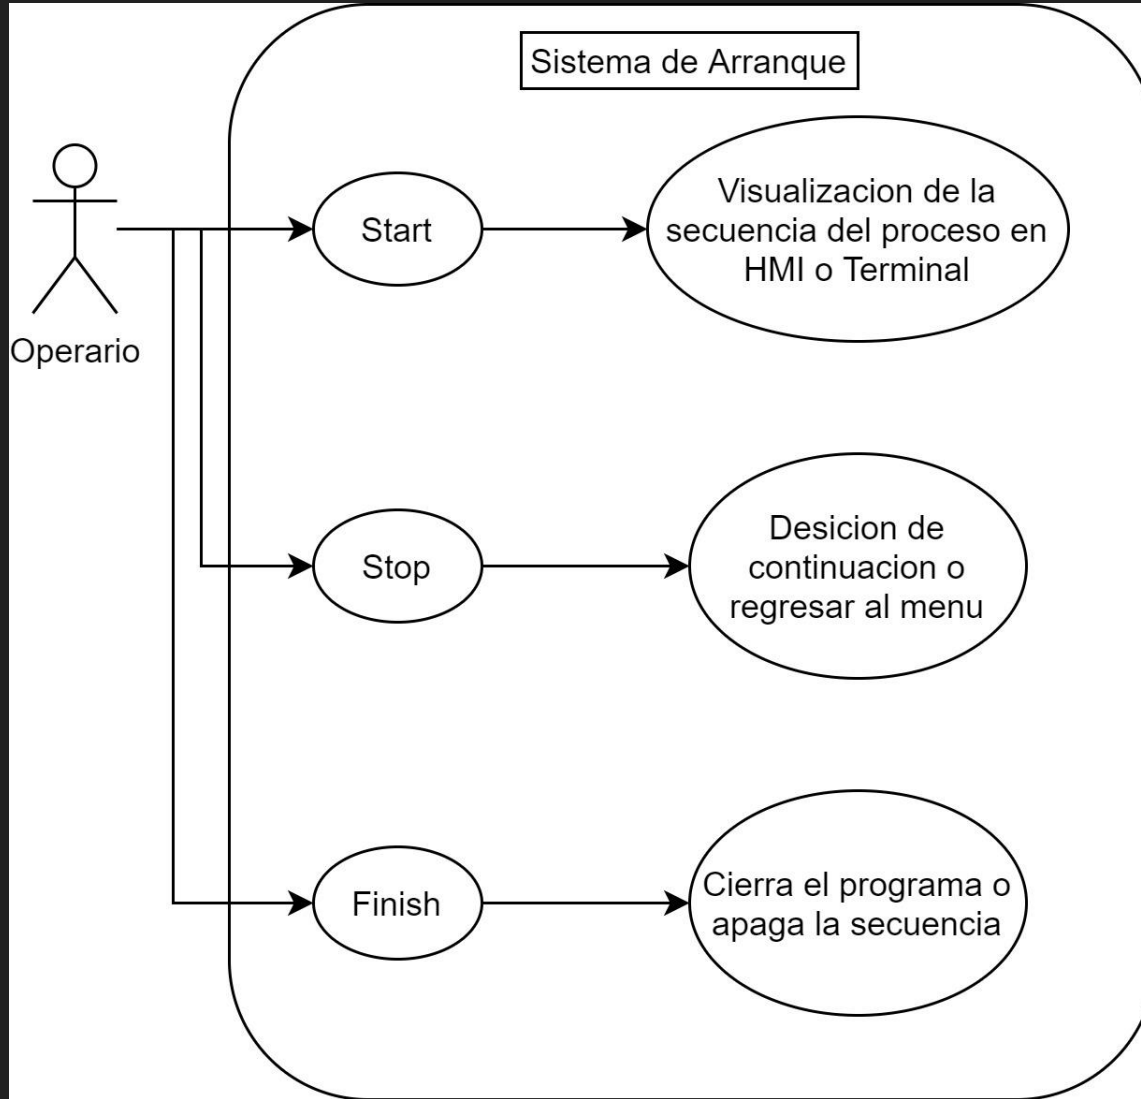 Sistema de Arranque
Start
Visualizacion de la
secuencia del proceso en
HMI o Terminal
Operario
Stop
Desicion de
continuacion o
regresar al menu
Finish
Cierra el programa o
apaga la secuencia